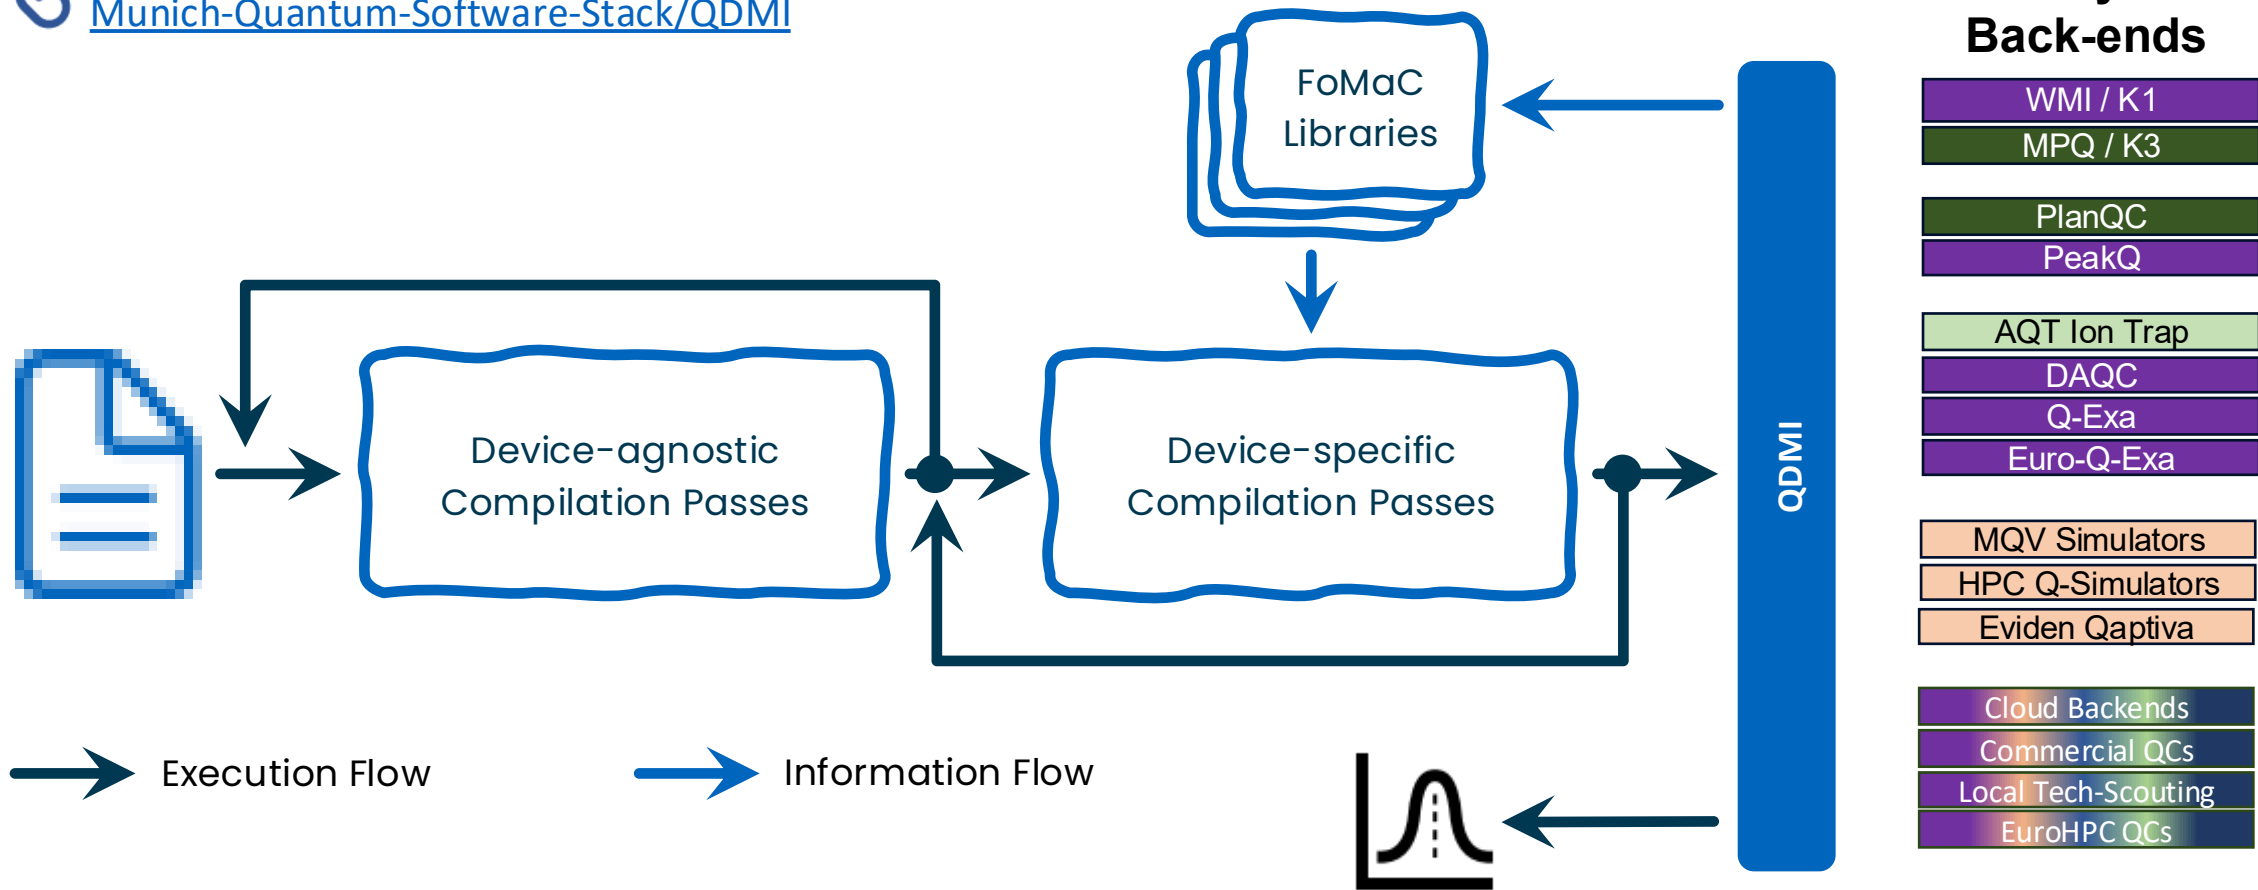 Munich-Quantum-Software-Stack/QDMI
Back-ends
FoMaC
Libraries
WMI / K1
MPQ / K3
PlanQC
PeakQ
AQT Ion Trap
DAQC
Q-Exa
Euro-Q-Exa
Device-agnostic
Compilation Passes
Device-specific
Compilation Passes
QDMI
MQV Simulators
HPC Q-Simulators
Eviden Qaptiva
Cloud Backends
Commercial QCs
Local Tech-Scouting
EuroHPC QCs
Execution Flow
Information Flow